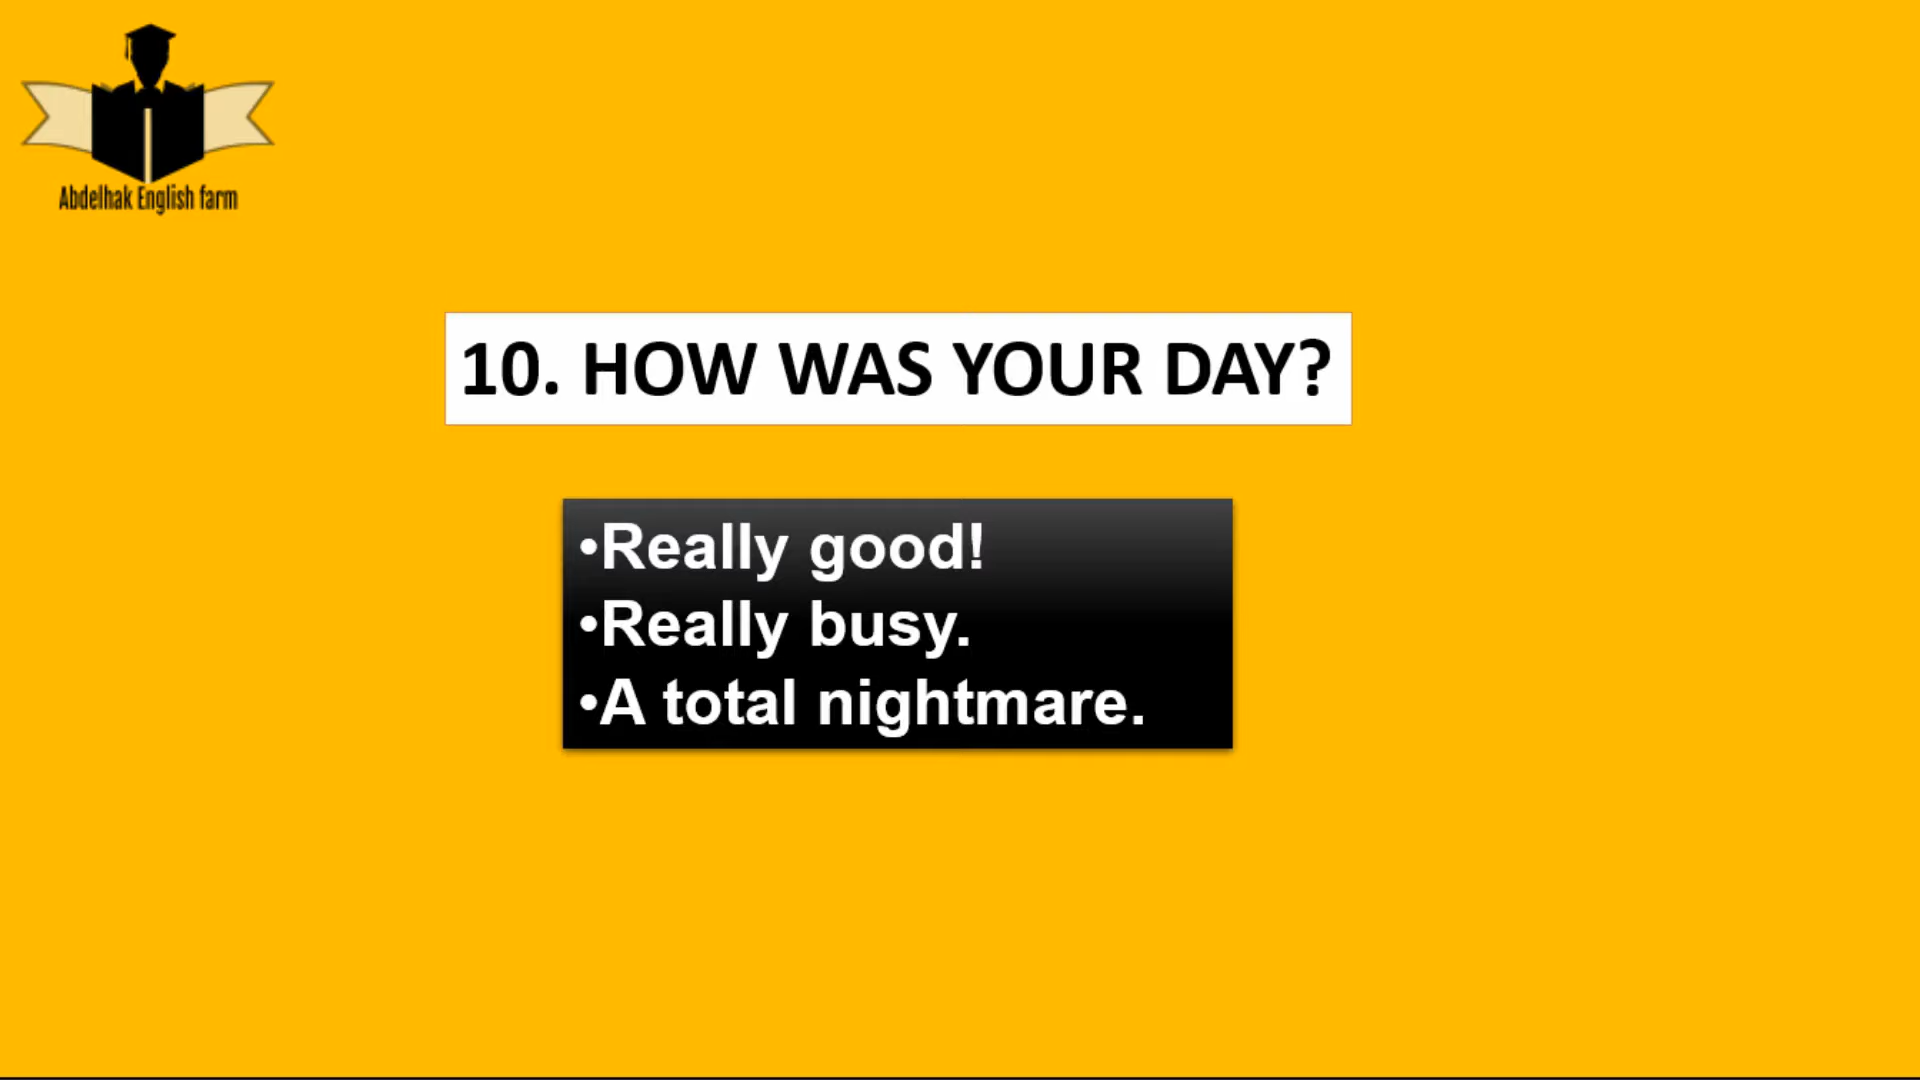 Abdelhak English farm
10. HOW WAS YOUR DAY?
•Really good!
•Really busy.
•A total nightmare.